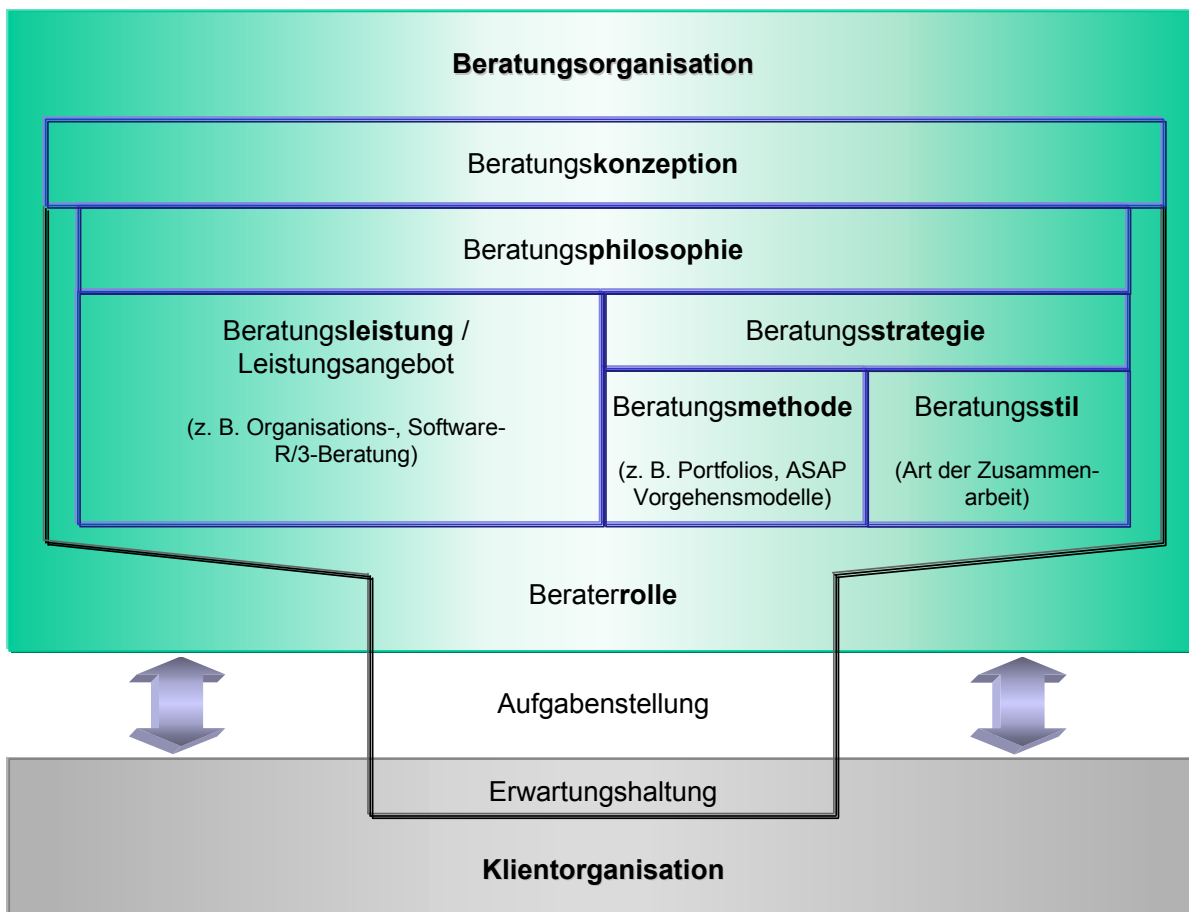 Beratungsorganisation
Beratungskonzeption
Beratungsphilosophie
Beratungsleistung /
Leistungsangebot
(z. B. Organisations-, Software-
R/3-Beratung)
Beratungsstrategie
Beratungsmethode
(z. B. Portfolios, ASAP
Vorgehensmodelle)
Beratungsstil
(Art der Zusammen-
arbeit)
Beraterrolle
Aufgabenstellung
Erwartungshaltung
Klientorganisation